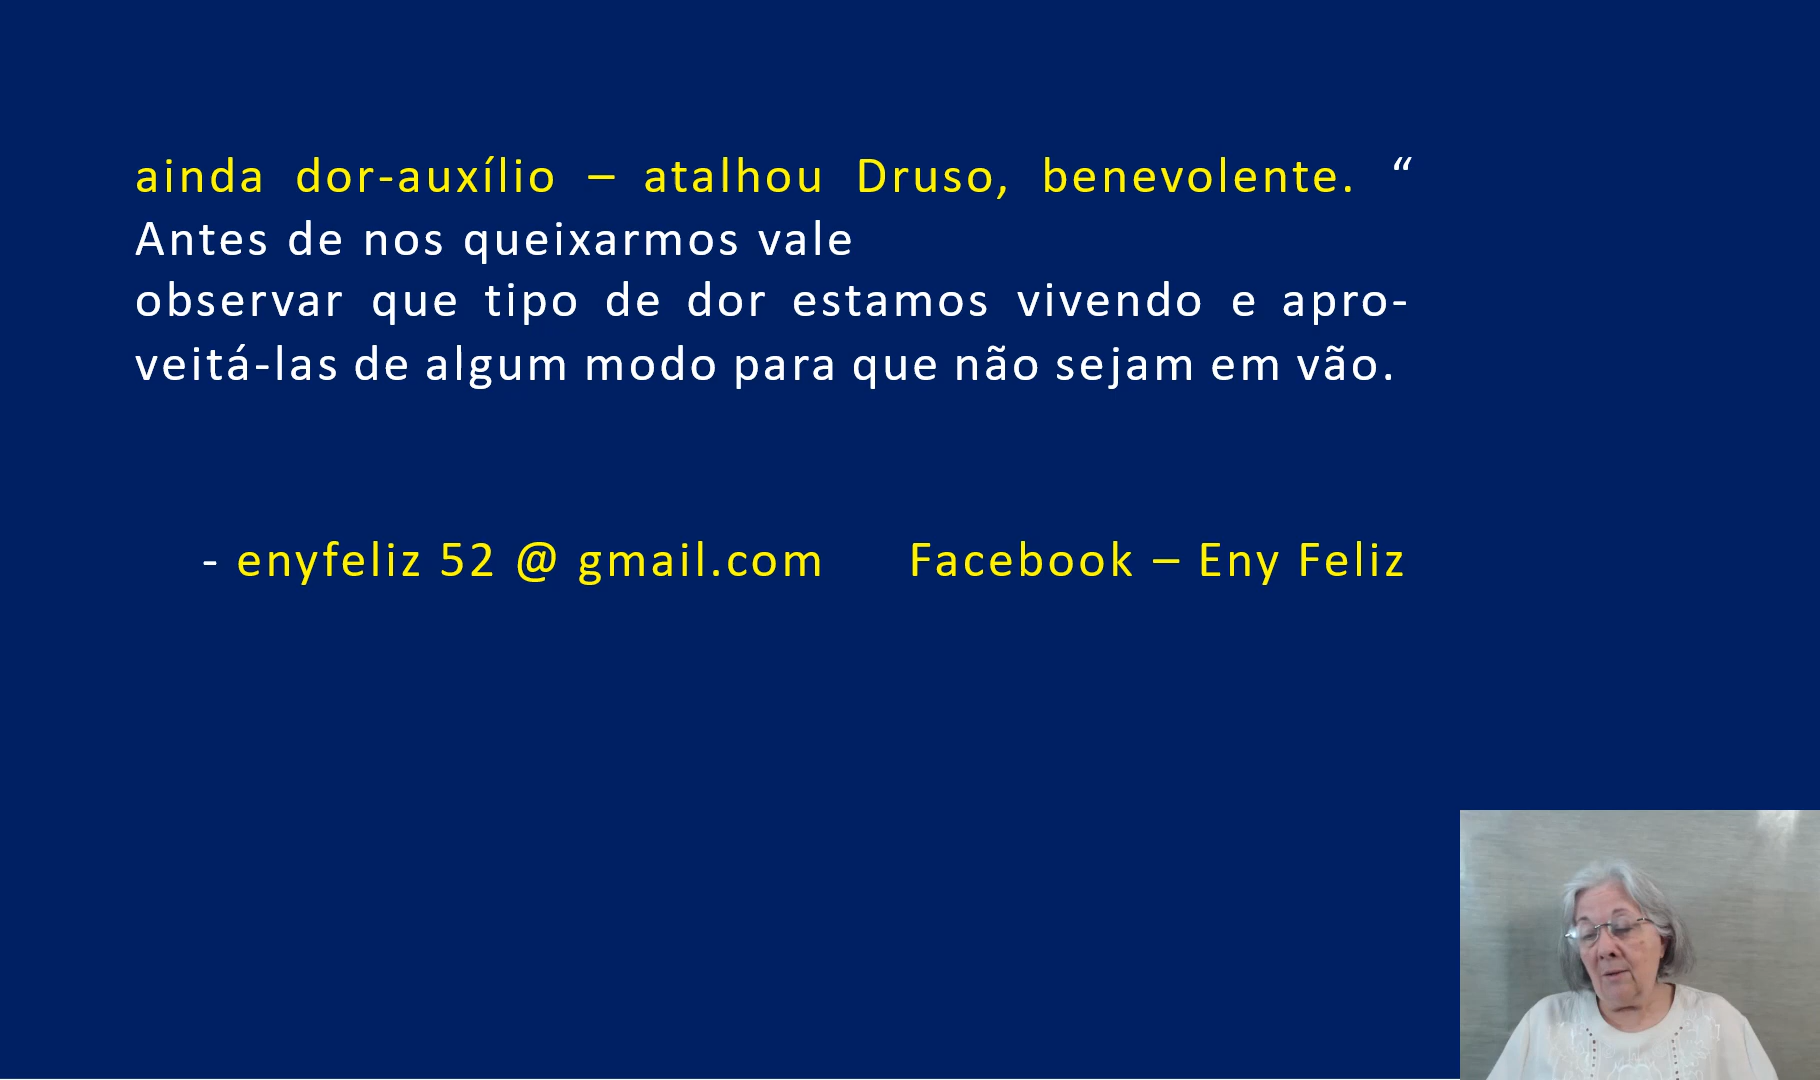 ainda dor-auxílio – atalhou Druso, benevolente. “
Antes de nos queixarmos vale
observar que tipo de dor estamos vivendo e apro-
veitá-las de algum modo para que não sejam em vão.
- enyfeliz 52 @ gmail.com Facebook – Eny Feliz